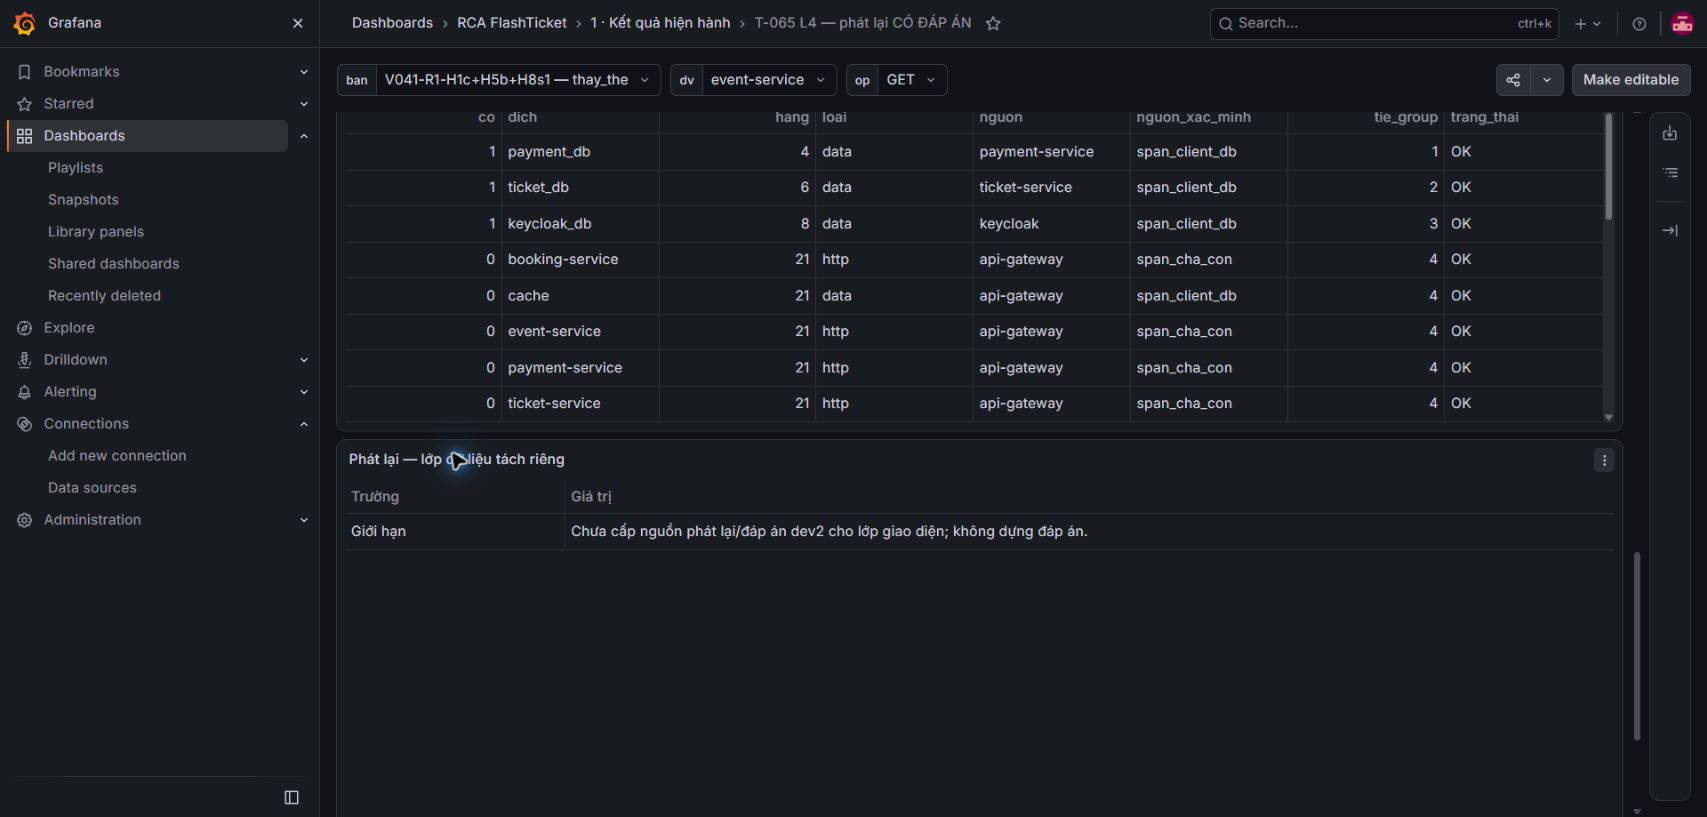 Grafana
Dashboards › RCA FlashTicket › 1 · Kết quả hiện hành › T-065 L4 — phát lại CÓ ĐÁP ÁN
Search...
ctrl+k
Bookmarks
Starred
Dashboards
Playlists
Snapshots
Library panels
Shared dashboards
Recently deleted
Explore
Drilldown
Alerting
Connections
Add new connection
Data sources
Administration
ban V041-R1-H1c+H5b+H8s1 — thay_the
dv event-service
op GET
Make editable
co dich hang loai nguon nguon_xac_minh tie_group trang_thai
1 payment_db 4 data payment-service span_client_db 1 OK
1 ticket_db 6 data ticket-service span_client_db 2 OK
1 keycloak_db 8 data keycloak span_client_db 3 OK
0 booking-service 21 http api-gateway span_cha_con 4 OK
0 cache 21 data api-gateway span_client_db 4 OK
0 event-service 21 http api-gateway span_cha_con 4 OK
0 payment-service 21 http api-gateway span_cha_con 4 OK
0 ticket-service 21 http api-gateway span_cha_con 4 OK
Phát lại — lớp liệu tách riêng
Trường Giá trị
Giới hạn Chưa cấp nguồn phát lại/đáp án dev2 cho lớp giao diện; không dựng đáp án.